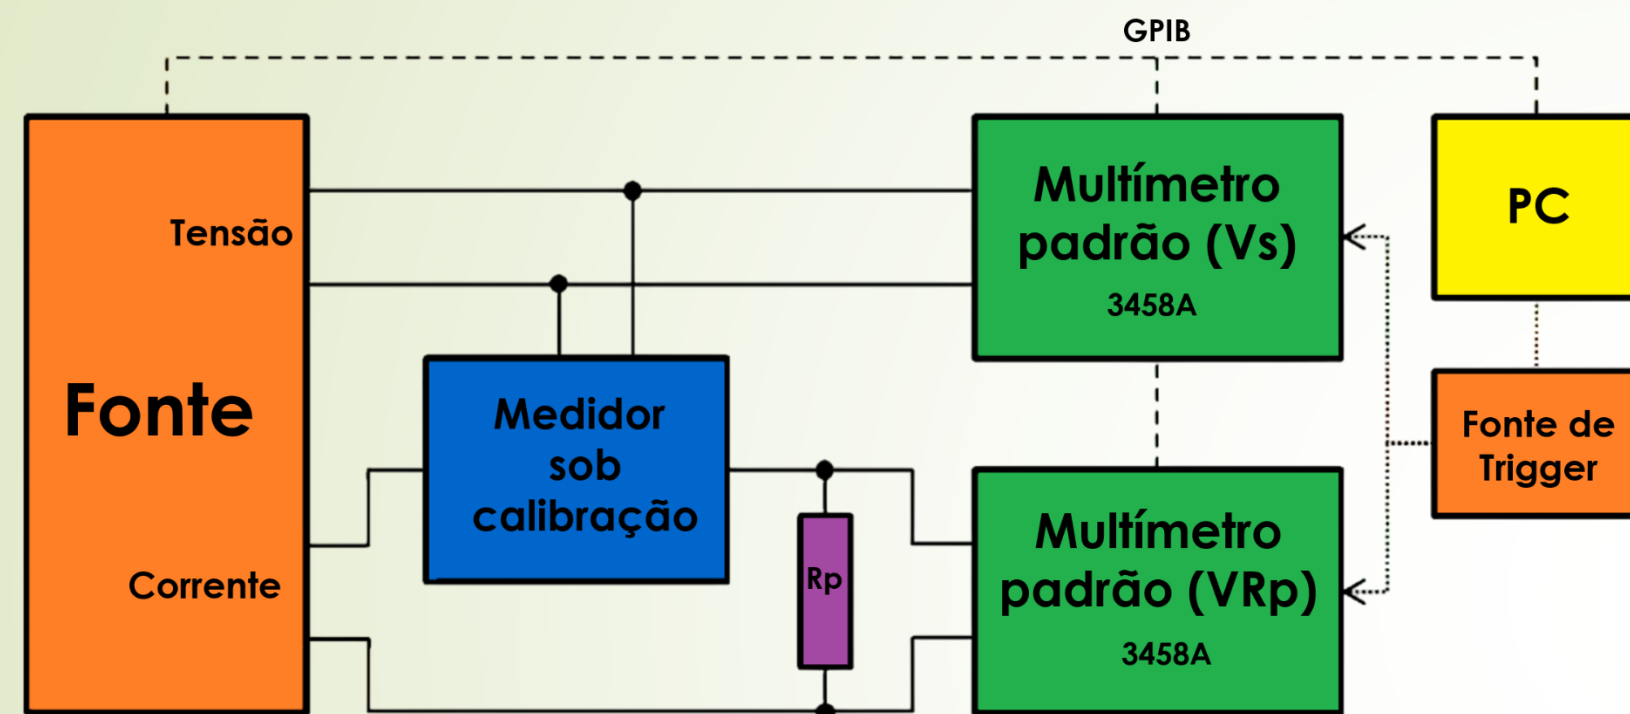 GPIB
Tensão
Fonte
Corrente
Medidor
sob
calibração
Rp
Multímetro
padrão (Vs)
3458A
Multímetro
padrão (VRp)
3458A
PC
Fonte de
Trigger